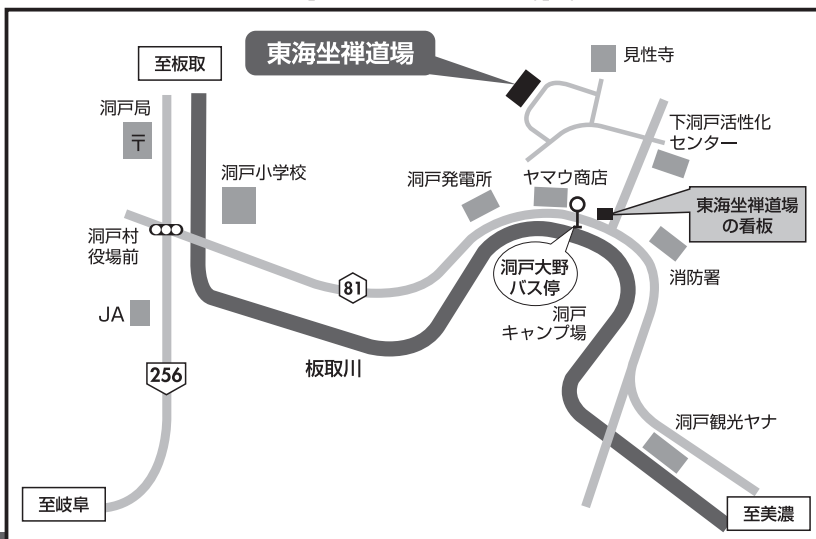 至板取
東海坐禅道場
見性寺
洞戸局
〒
下洞戸活性化
センター
洞戸小学校
洞戸発電所
ヤマウ商店
東海坐禅道場
の看板
洞戸村
役場前
洞戸大野
バス停
消防署
81
JA
洞戸
キャンプ場
板取川
256
洞戸観光ヤナ
至岐阜
至美濃